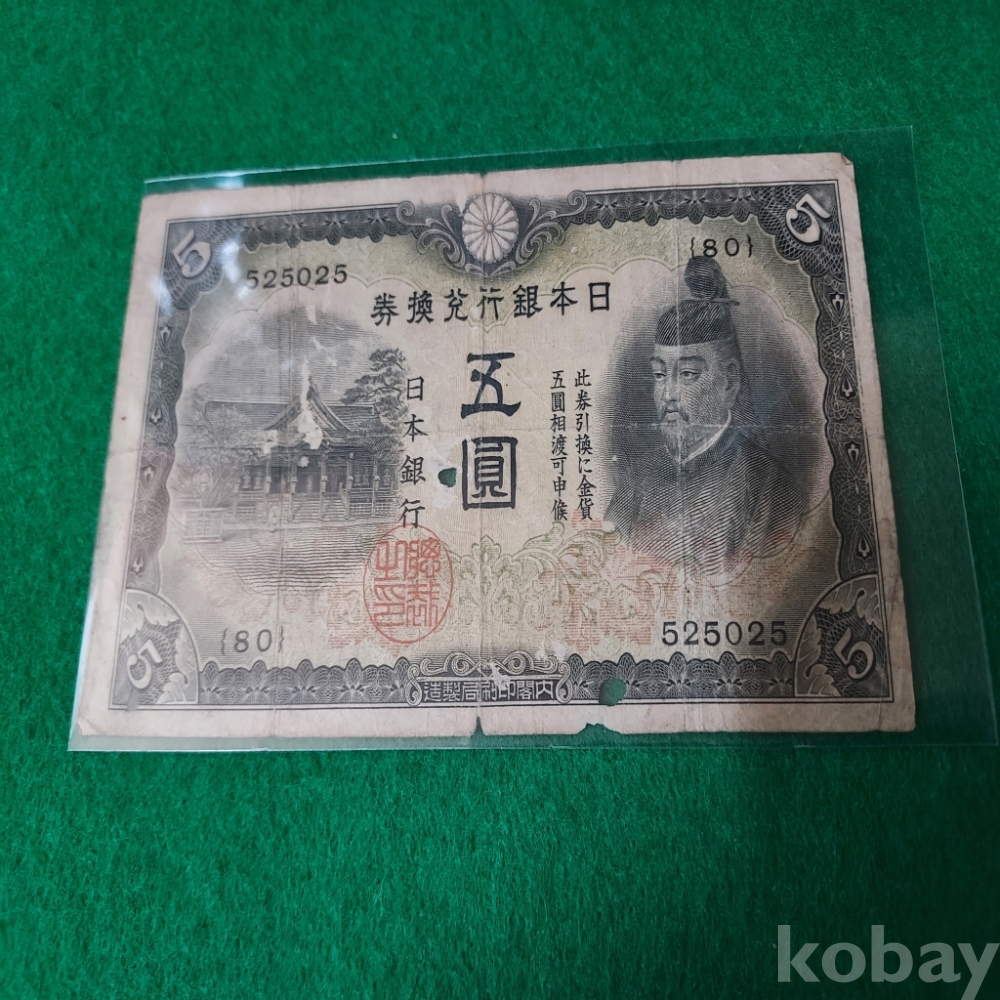 5
5
525025
{80}
日本銀行兌換券
五圓
此券引換に金貨
五圓相渡可申候
日本銀行
{80}
525025
5
5
内閣印刷局製造
kobay